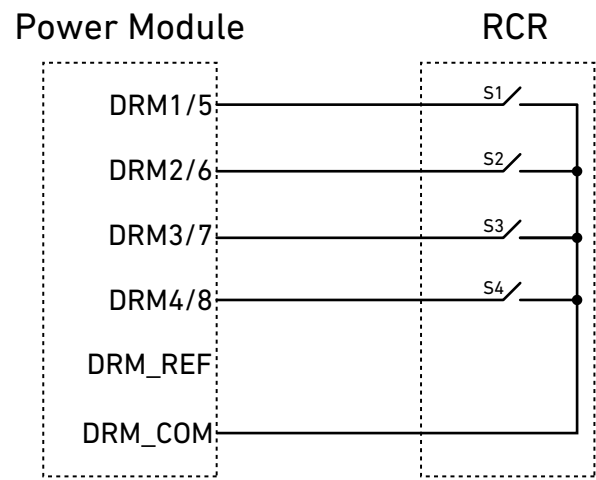 Power Module
RCR
DRM1/5
S1
DRM2/6
S2
DRM3/7
S3
DRM4/8
S4
DRM_REF
DRM_COM